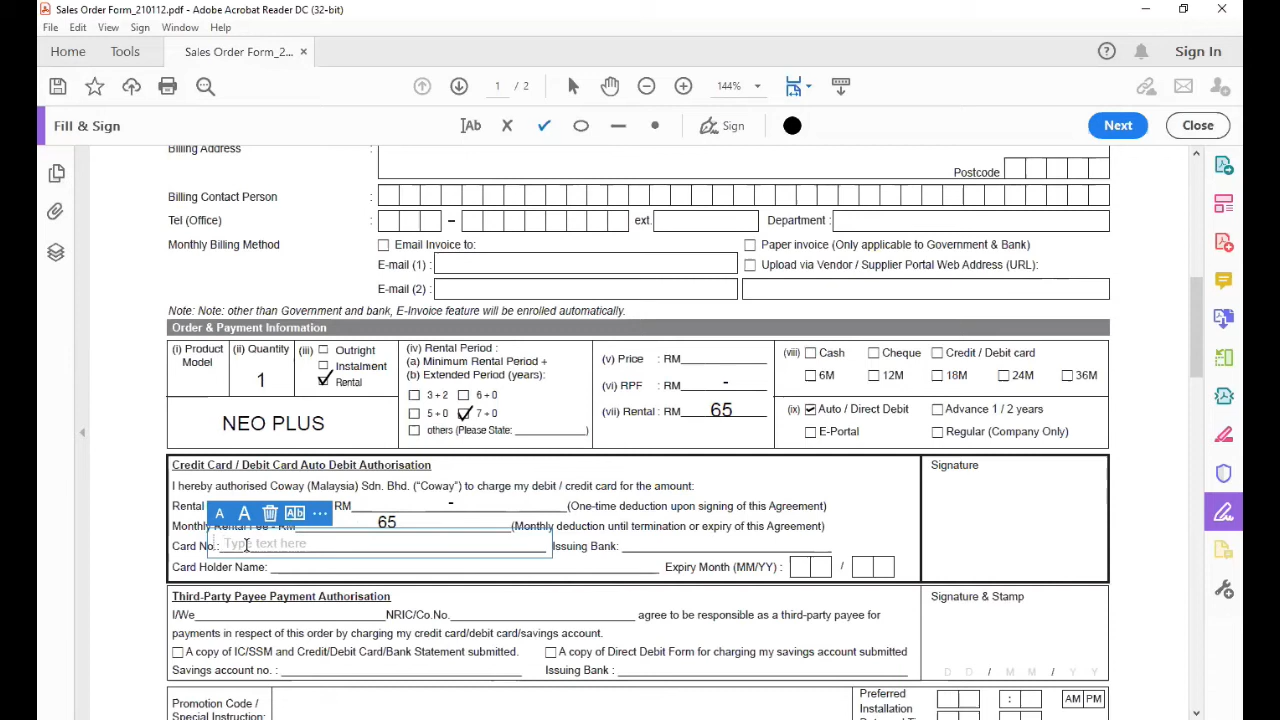 Sales Order Form_210112.pdf - Adobe Acrobat Reader DC (32-bit)
File Edit View Sign Window Help
Home Tools Sales Order Form_2... × Sign In
1 / 2 144%
Fill & Sign Ab Sign Next Close
Billing Address
Postcode
Billing Contact Person :
Tel (Office) : – ext. Department :
Monthly Billing Method : Email Invoice to: Paper invoice (Only applicable to Government & Bank)
E-mail (1) : Upload via Vendor / Supplier Portal Web Address (URL):
E-mail (2) :
Note: Note: other than Government and bank, E-Invoice feature will be enrolled automatically.
Order & Payment Information
(i) Product Model
(ii) Quantity
1
(iii) Outright
Instalment
Rental
NEO PLUS
(iv) Rental Period :
(a) Minimum Rental Period +
(b) Extended Period (years):
3 + 2 6 + 0
5 + 0 7 + 0
others (Please State: )
(v) Price : RM
(vi) RPF : RM -
(vii) Rental : RM 65
(viii) Cash Cheque Credit / Debit card
6M 12M 18M 24M 36M
(ix) Auto / Direct Debit Advance 1 / 2 years
E-Portal Regular (Company Only)
Credit Card / Debit Card Auto Debit Authorisation
Signature
I hereby authorised Coway (Malaysia) Sdn. Bhd. (“Coway”) to charge my debit / credit card for the amount:
Rental RM - (One-time deduction upon signing of this Agreement)
A A Ab ...
Monthly Rental Fee - RM 65 (Monthly deduction until termination or expiry of this Agreement)
Card No.: Type text here Issuing Bank:
Card Holder Name: Expiry Month (MM/YY) : /
Third-Party Payee Payment Authorisation
Signature & Stamp
I/We NRIC/Co.No. agree to be responsible as a third-party payee for
payments in respect of this order by charging my credit card/debit card/savings account.
A copy of IC/SSM and Credit/Debit Card/Bank Statement submitted. A copy of Direct Debit Form for charging my savings account submitted
Savings account no. : Issuing Bank : D D / M M / Y Y
Promotion Code /
Special Instruction:
Preferred
Installation
: AM PM